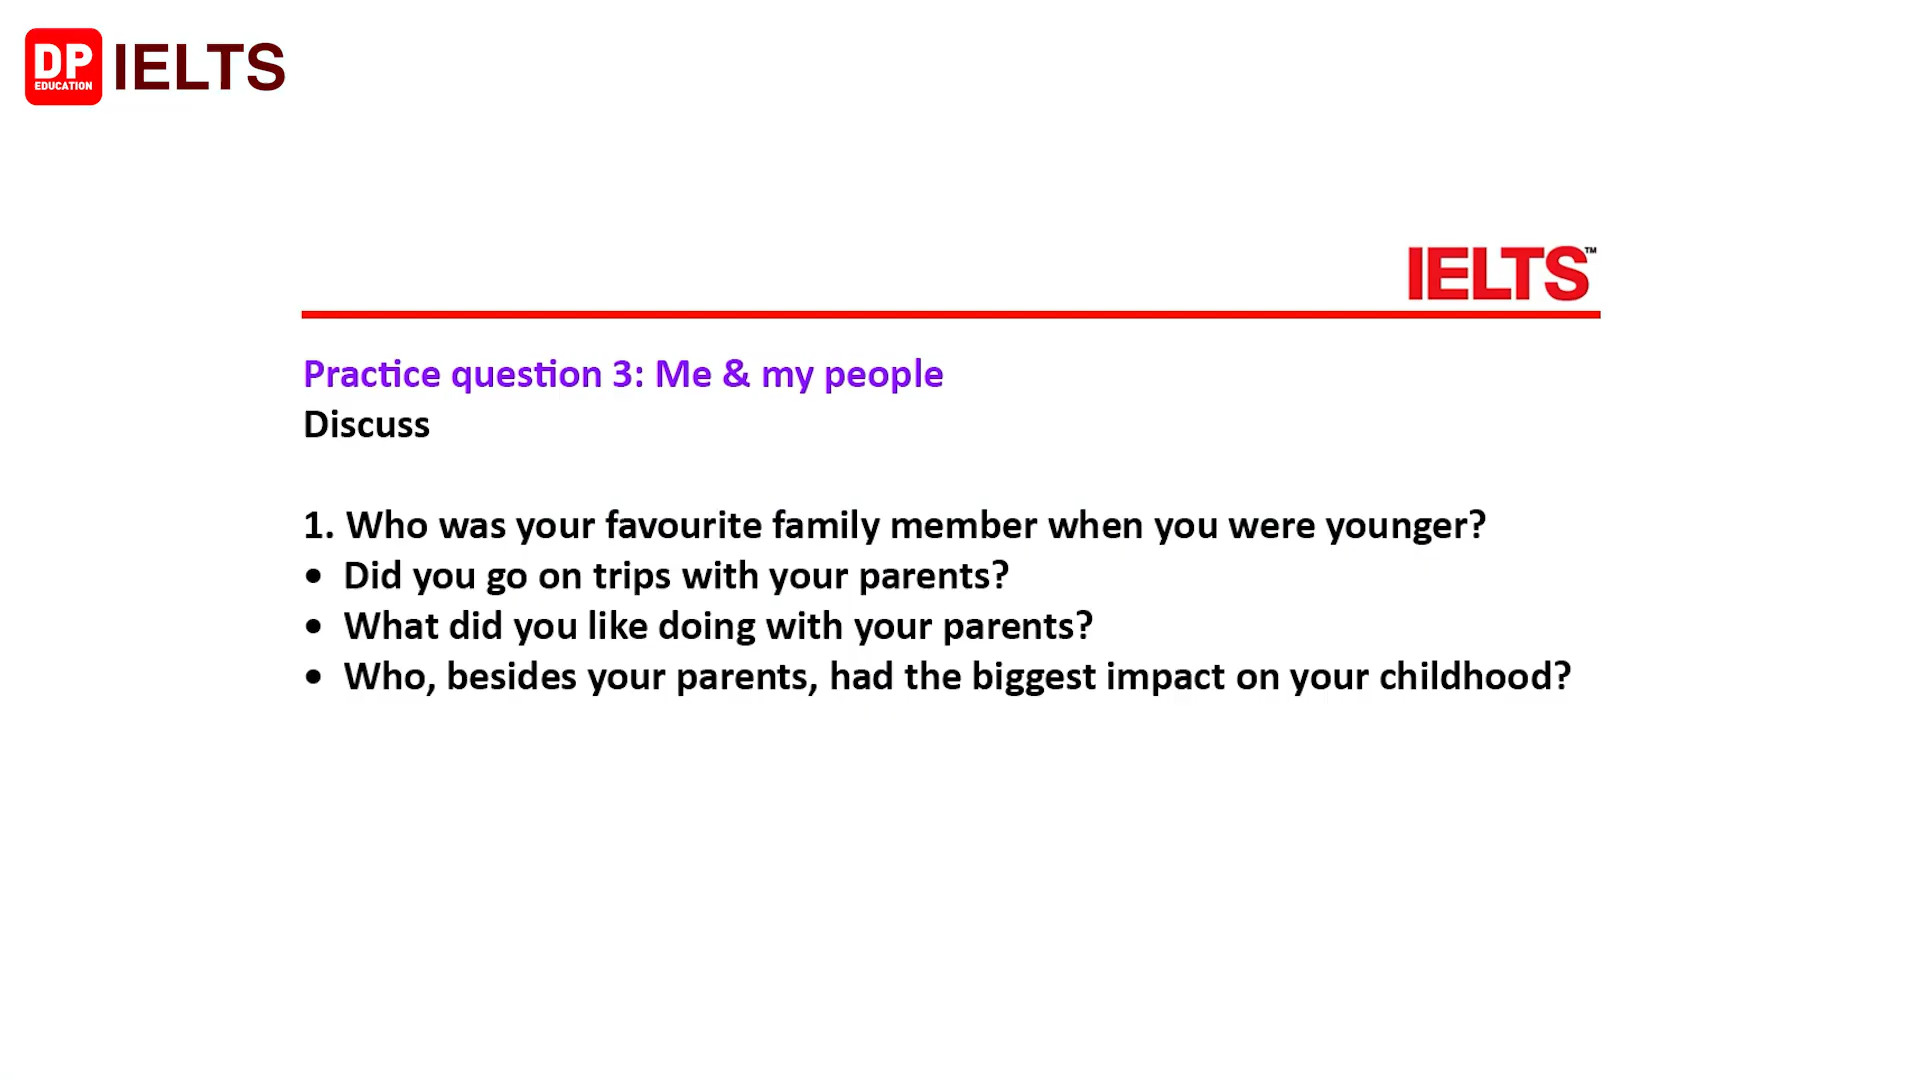 DP
EDUCATION
IELTS
IELTS™
Practice question 3: Me & my people
Discuss
1. Who was your favourite family member when you were younger?
• Did you go on trips with your parents?
• What did you like doing with your parents?
• Who, besides your parents, had the biggest impact on your childhood?